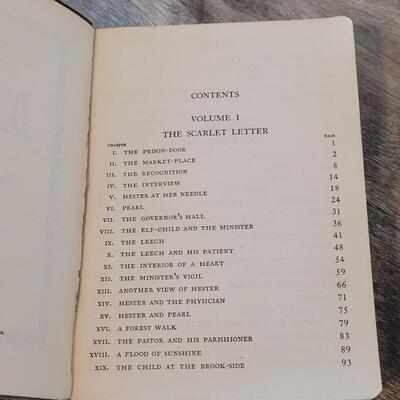 CONTENTS
VOLUME I
THE SCARLET LETTER
CHAPTER PAGE
I. THE PRISON-DOOR 1
II. THE MARKET-PLACE 2
III. THE RECOGNITION 8
IV. THE INTERVIEW 14
V. HESTER AT HER NEEDLE 18
VI. PEARL 24
VII. THE GOVERNOR'S HALL 31
VIII. THE ELF-CHILD AND THE MINISTER 36
IX. THE LEECH 41
X. THE LEECH AND HIS PATIENT 48
XI. THE INTERIOR OF A HEART 54
XII. THE MINISTER'S VIGIL 59
XIII. ANOTHER VIEW OF HESTER 66
XIV. HESTER AND THE PHYSICIAN 71
XV. HESTER AND PEARL 75
XVI. A FOREST WALK 79
XVII. THE PASTOR AND HIS PARISHIONER 83
XVIII. A FLOOD OF SUNSHINE 89
XIX. THE CHILD AT THE BROOK-SIDE 93